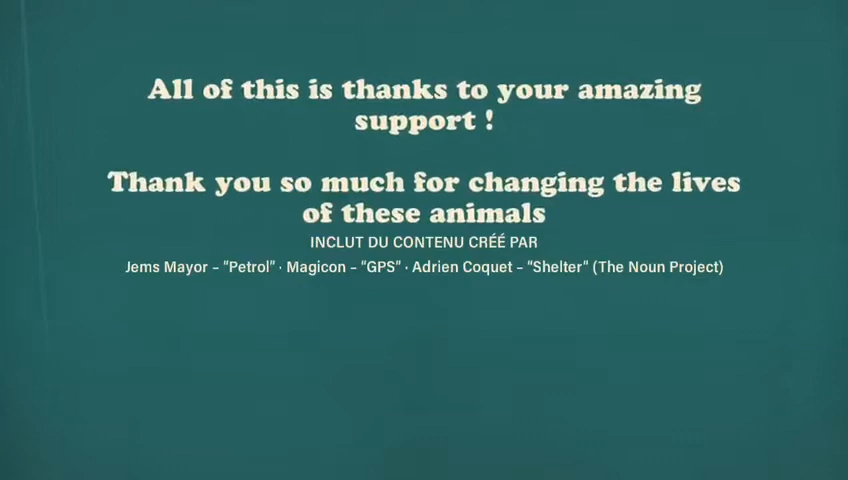 All of this is thanks to your amazing
support !
Thank you so much for changing the lives
of these animals
INCLUT DU CONTENU CRÉÉ PAR
Jems Mayor – "Petrol" · Magicon – "GPS" · Adrien Coquet – "Shelter" (The Noun Project)